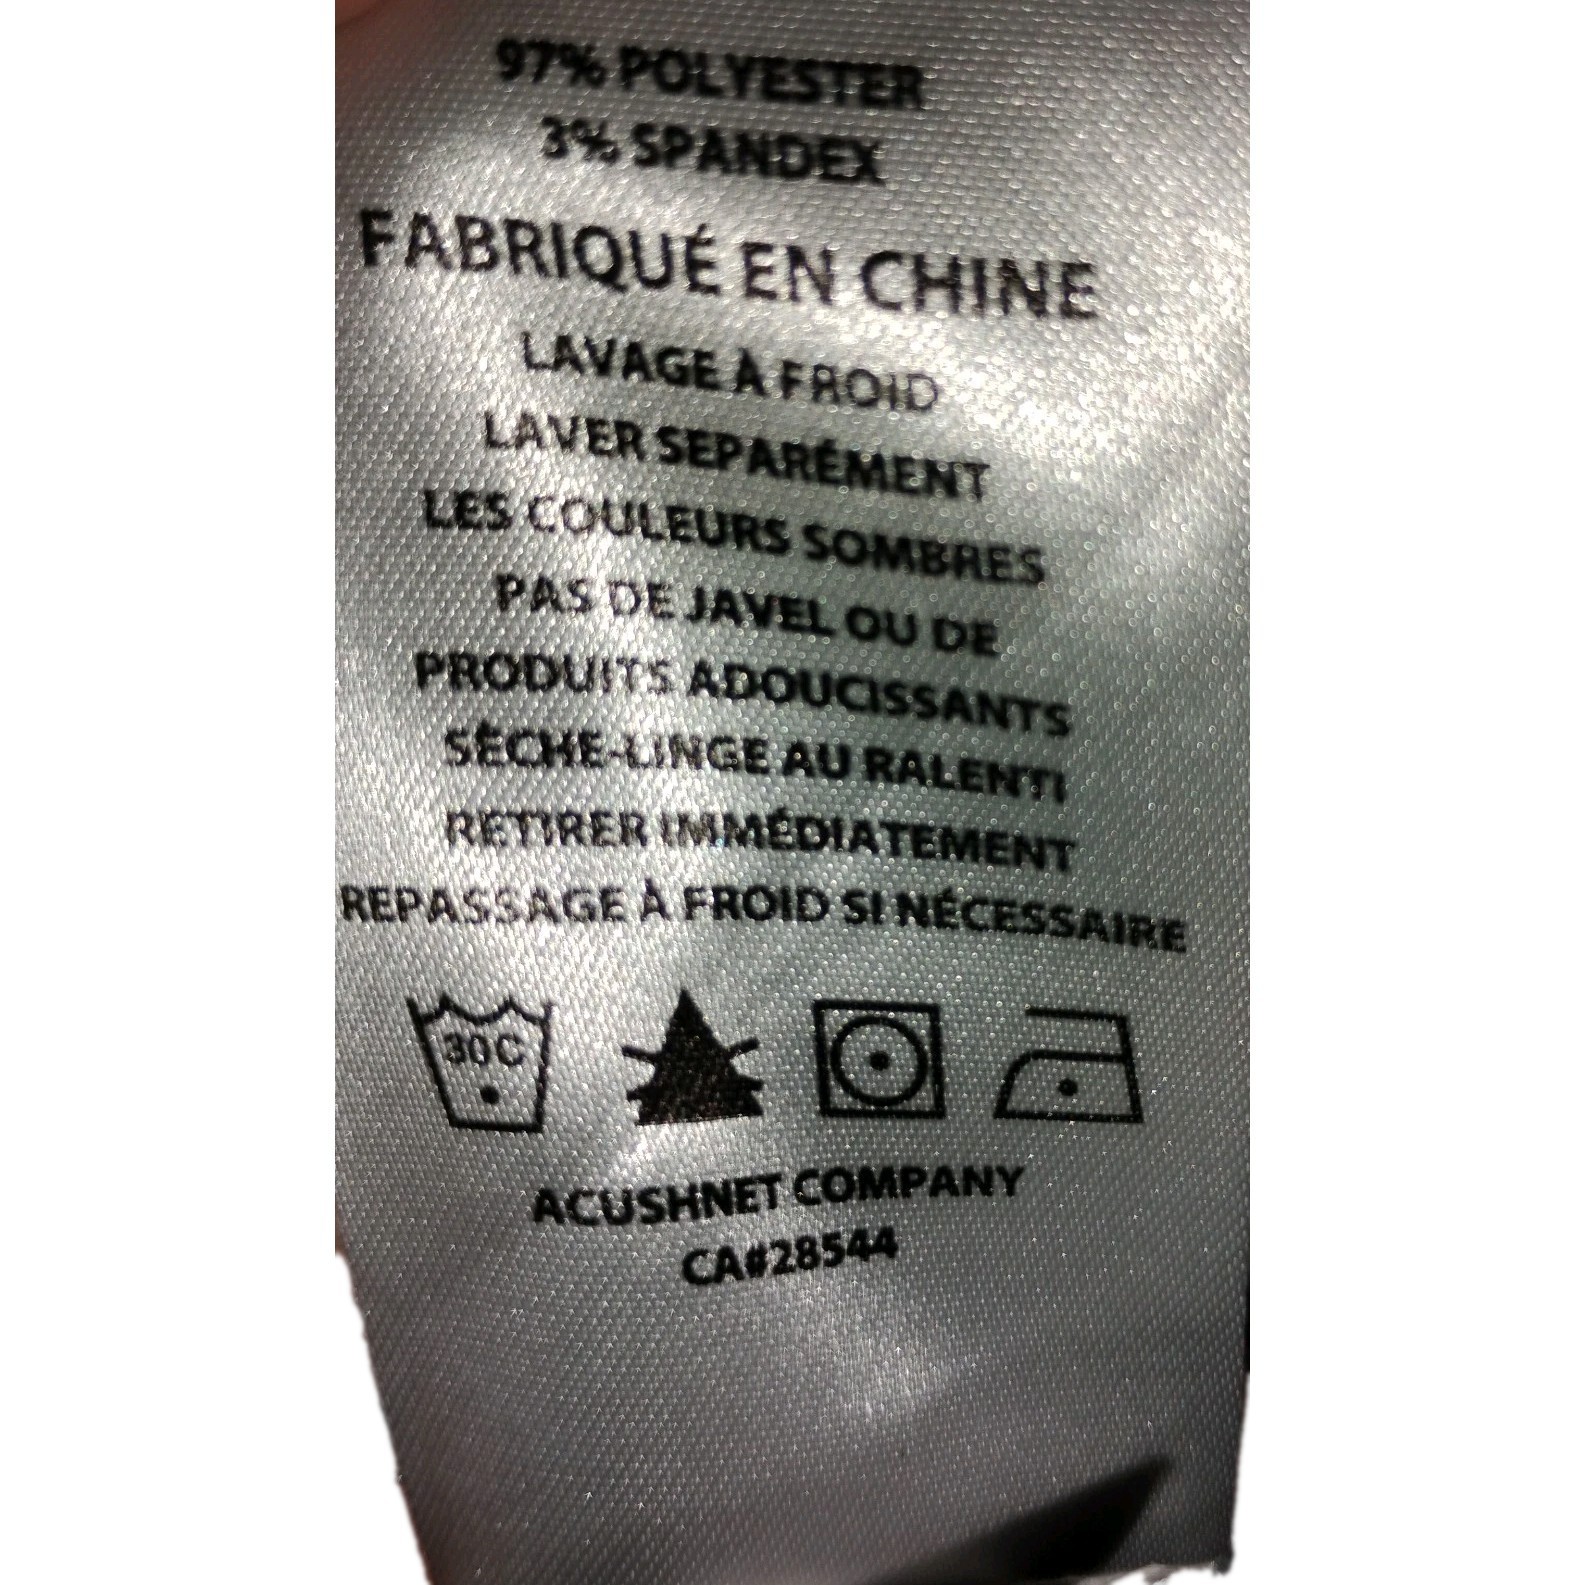 97% POLYESTER
3% SPANDEX
FABRIQUÉ EN CHINE
LAVAGE À FROID
LAVER SEPARÉMENT
LES COULEURS SOMBRES
PAS DE JAVEL OU DE
PRODUITS ADOUCISSANTS
SÈCHE-LINGE AU RALENTI
RETIRER IMMÉDIATEMENT
REPASSAGE À FROID SI NÉCESSAIRE
30C
ACUSHNET COMPANY
CA#28544